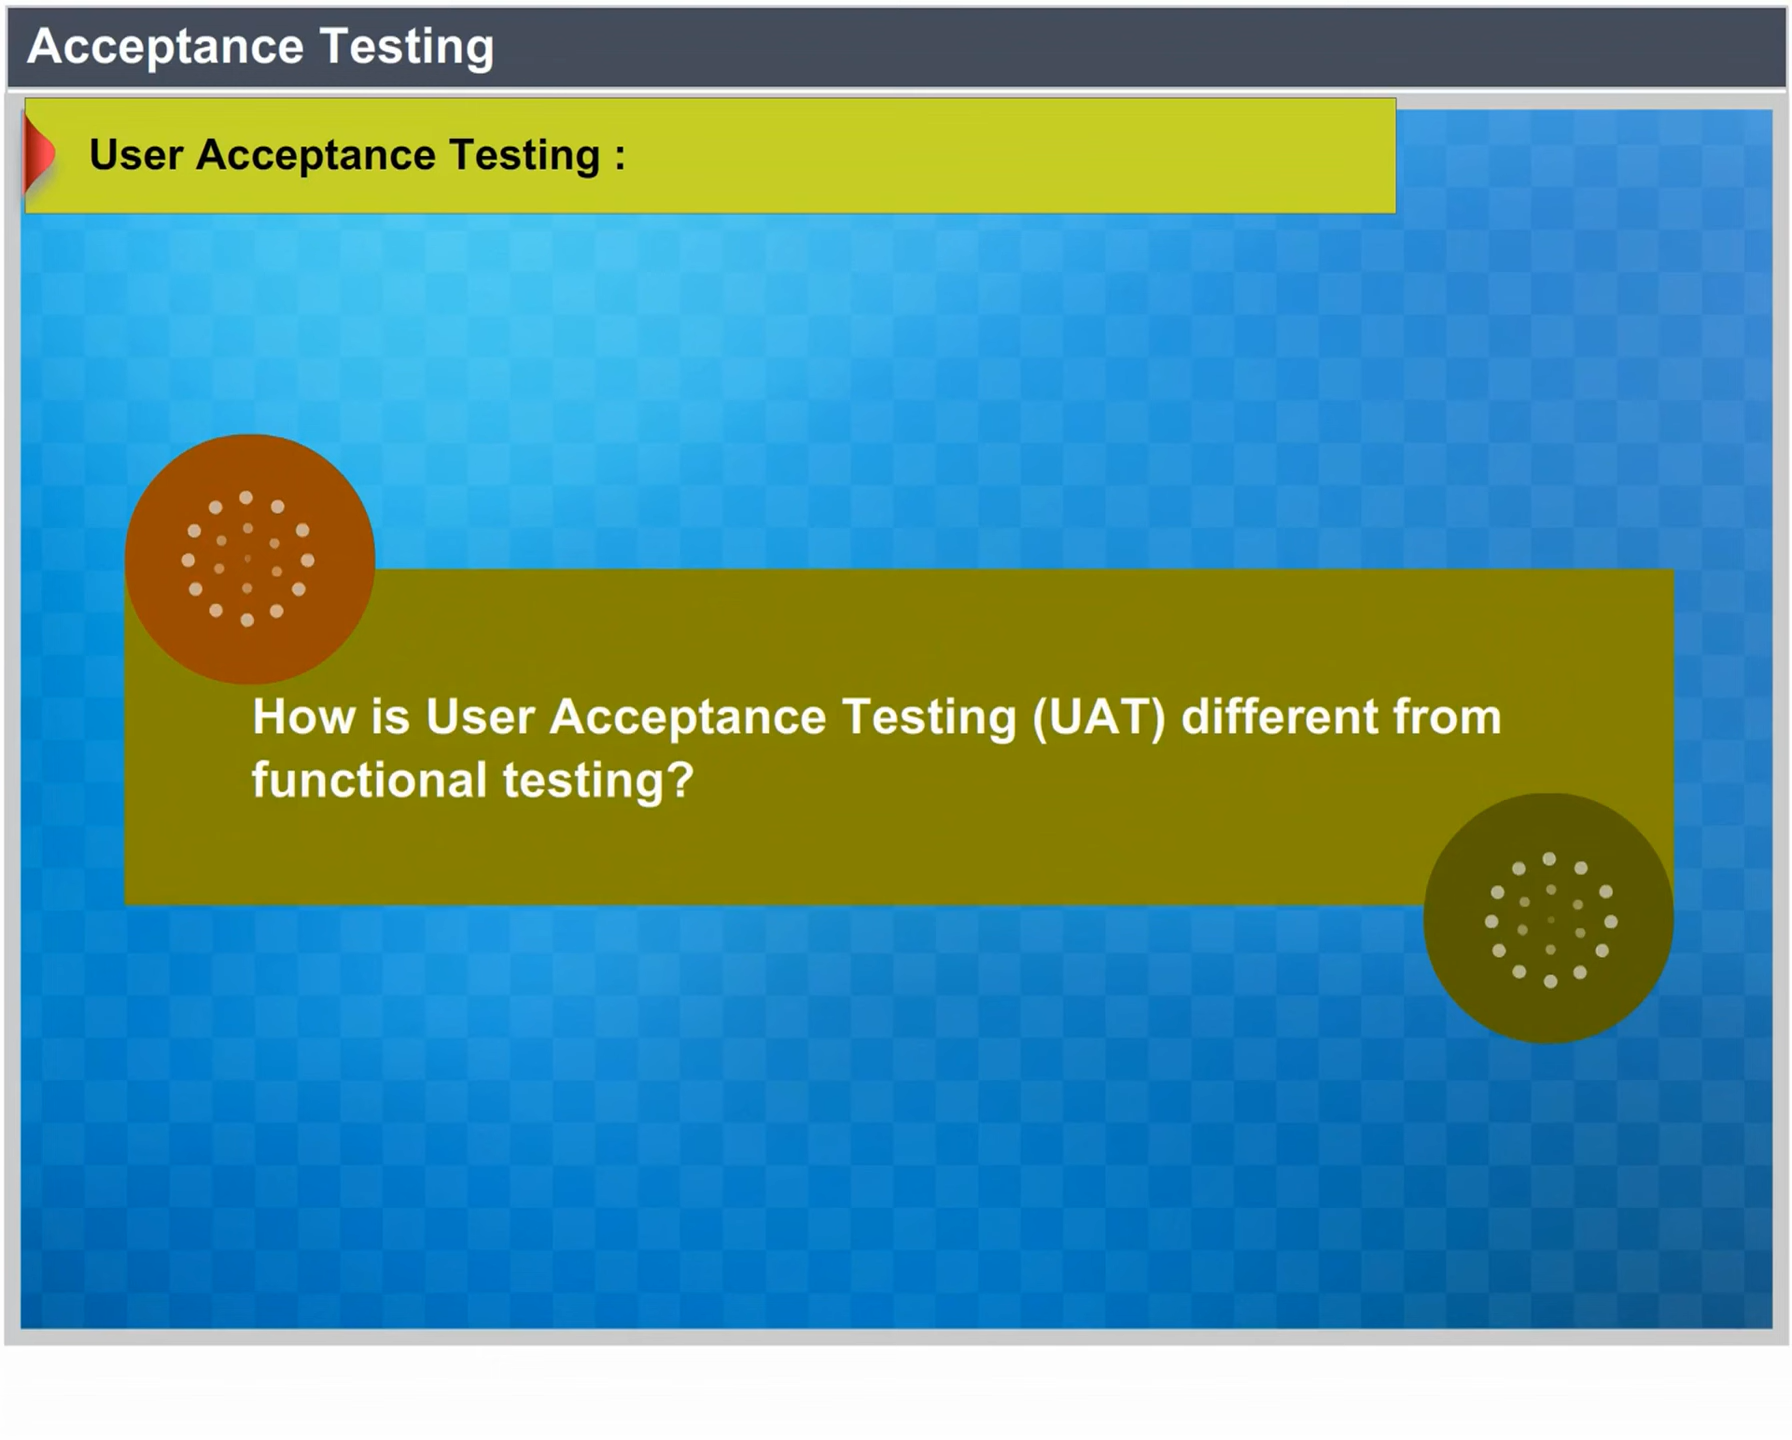 Acceptance Testing
User Acceptance Testing :
How is User Acceptance Testing (UAT) different from
functional testing?